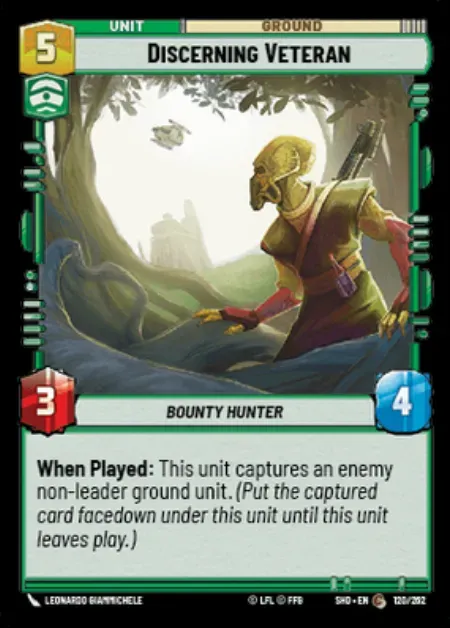 5
UNIT
GROUND
DISCERNING VETERAN
3
BOUNTY HUNTER
4
When Played: This unit captures an enemy
non-leader ground unit. (Put the captured
card facedown under this unit until this unit
leaves play.)
LEONARDO GIAMMICHELE
© LFL © FFG
SHD • EN
C
120/262